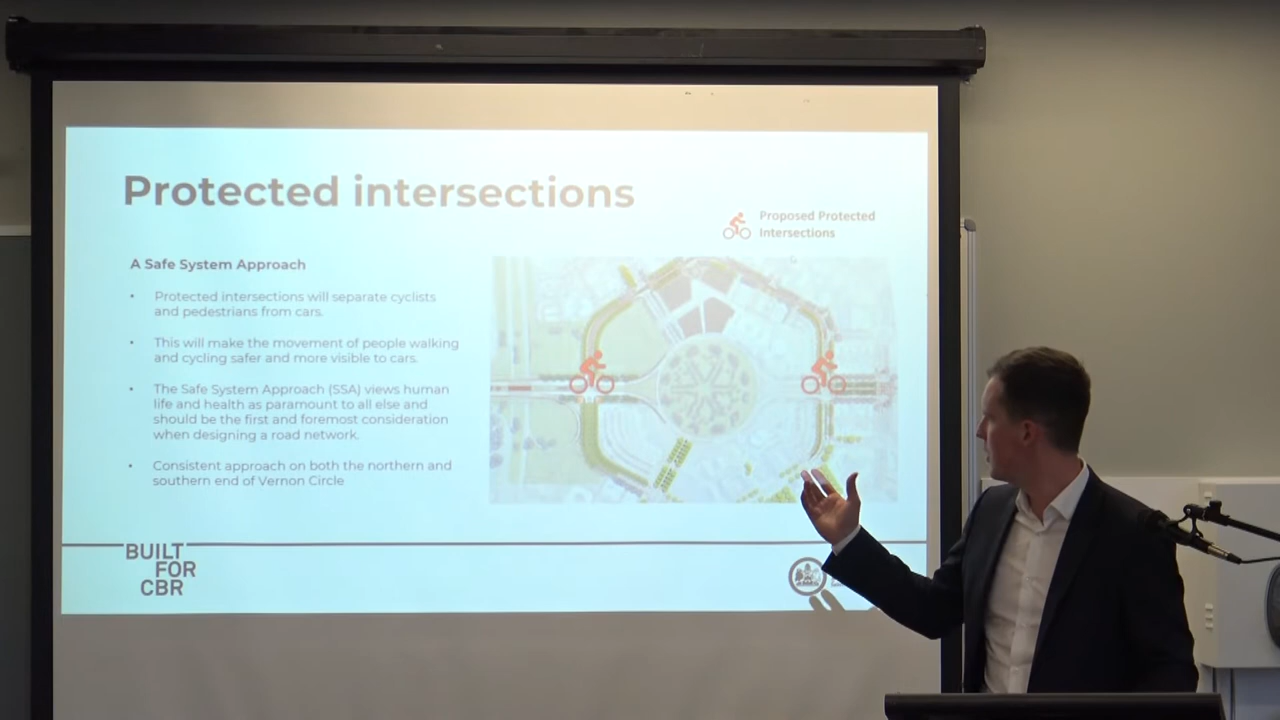 Protected intersections
Proposed Protected
Intersections
A Safe System Approach
• Protected intersections will separate cyclists
and pedestrians from cars.
• This will make the movement of people walking
and cycling safer and more visible to cars.
• The Safe System Approach (SSA) views human
life and health as paramount to all else and
should be the first and foremost consideration
when designing a road network.
• Consistent approach on both the northern and
southern end of Vernon Circle
BUILT
FOR
CBR